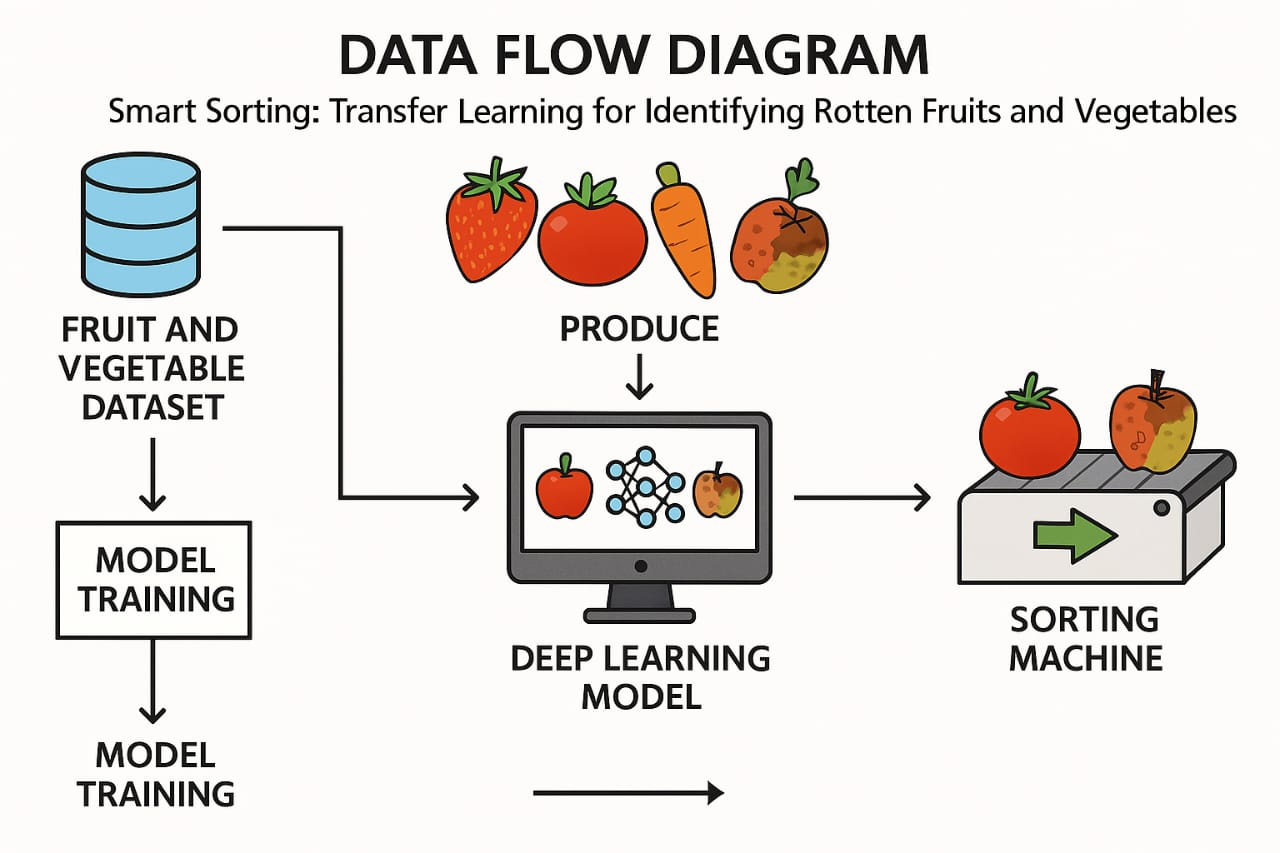 DATA FLOW DIAGRAM
Smart Sorting: Transfer Learning for Identifying Rotten Fruits and Vegetables
FRUIT AND
VEGETABLE
DATASET
MODEL
TRAINING
MODEL
TRAINING
PRODUCE
DEEP LEARNING
MODEL
SORTING
MACHINE